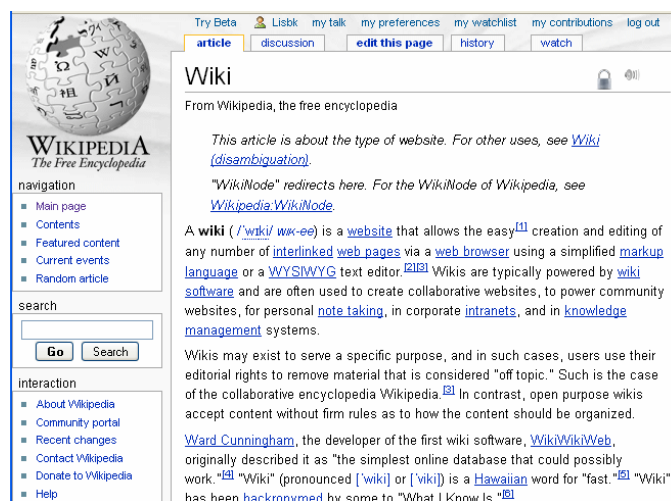 Try Beta Lisbk my talk my preferences my watchlist my contributions log out
article discussion edit this page history watch
WIKIPEDIA
The Free Encyclopedia
navigation
Main page
Contents
Featured content
Current events
Random article
search
Go Search
interaction
About Wikipedia
Community portal
Recent changes
Contact Wikipedia
Donate to Wikipedia
Help
Wiki
From Wikipedia, the free encyclopedia
This article is about the type of website. For other uses, see Wiki
(disambiguation).
"WikiNode" redirects here. For the WikiNode of Wikipedia, see
Wikipedia:WikiNode.
A wiki ( /ˈwɪki/ WIK-ee) is a website that allows the easy[1] creation and editing of
any number of interlinked web pages via a web browser using a simplified markup
language or a WYSIWYG text editor.[2][3] Wikis are typically powered by wiki
software and are often used to create collaborative websites, to power community
websites, for personal note taking, in corporate intranets, and in knowledge
management systems.
Wikis may exist to serve a specific purpose, and in such cases, users use their
editorial rights to remove material that is considered "off topic." Such is the case
of the collaborative encyclopedia Wikipedia.[3] In contrast, open purpose wikis
accept content without firm rules as to how the content should be organized.
Ward Cunningham, the developer of the first wiki software, WikiWikiWeb,
originally described it as "the simplest online database that could possibly
work."[4] "Wiki" (pronounced [ˈwiki] or [ˈviki]) is a Hawaiian word for "fast."[5] "Wiki"
has been backronymed by some to "What I Know Is."[6]